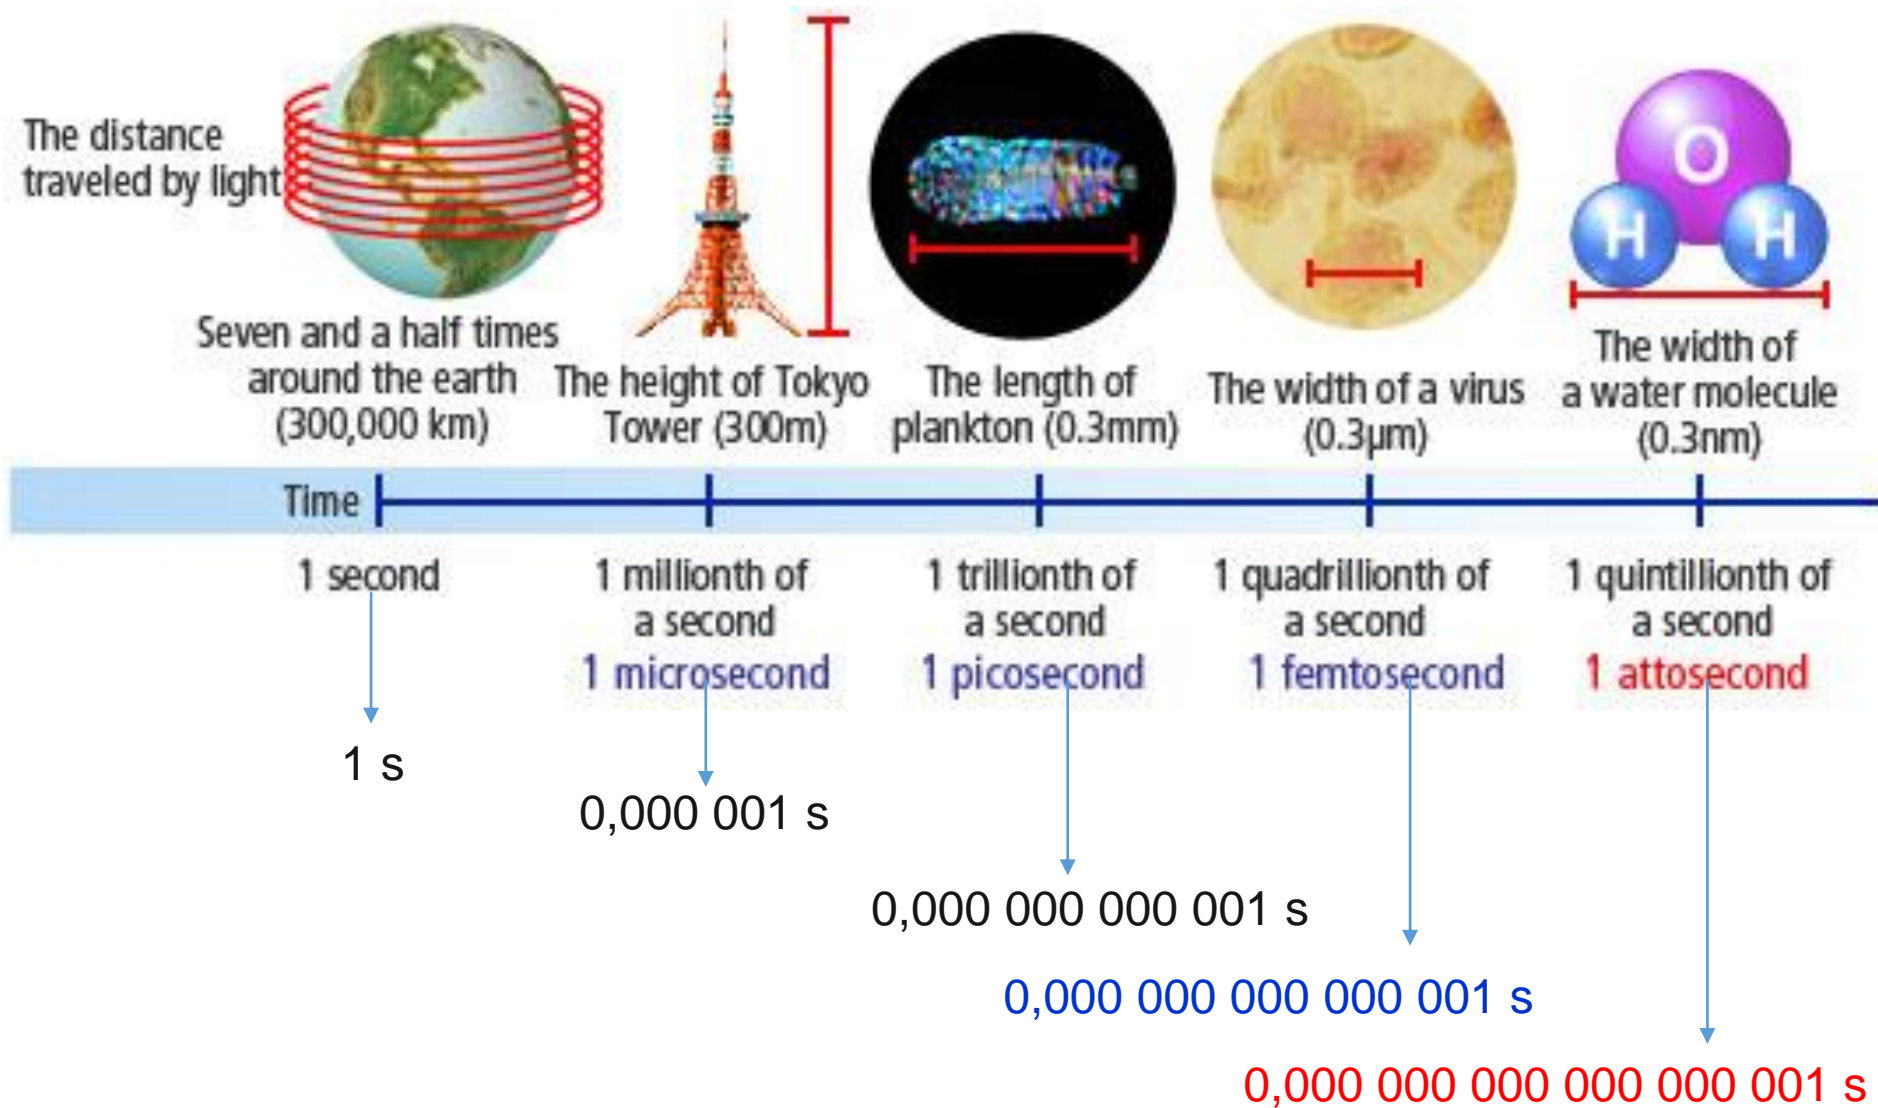 The distance
traveled by light
O
H H
Seven and a half times
around the earth
(300,000 km)
The height of Tokyo
Tower (300m)
The length of
plankton (0.3mm)
The width of a virus
(0.3μm)
The width of
a water molecule
(0.3nm)
Time
1 second
1 millionth of
a second
1 microsecond
1 trillionth of
a second
1 picosecond
1 quadrillionth of
a second
1 femtosecond
1 quintillionth of
a second
1 attosecond
1 s
0,000 001 s
0,000 000 000 001 s
0,000 000 000 000 001 s
0,000 000 000 000 000 001 s